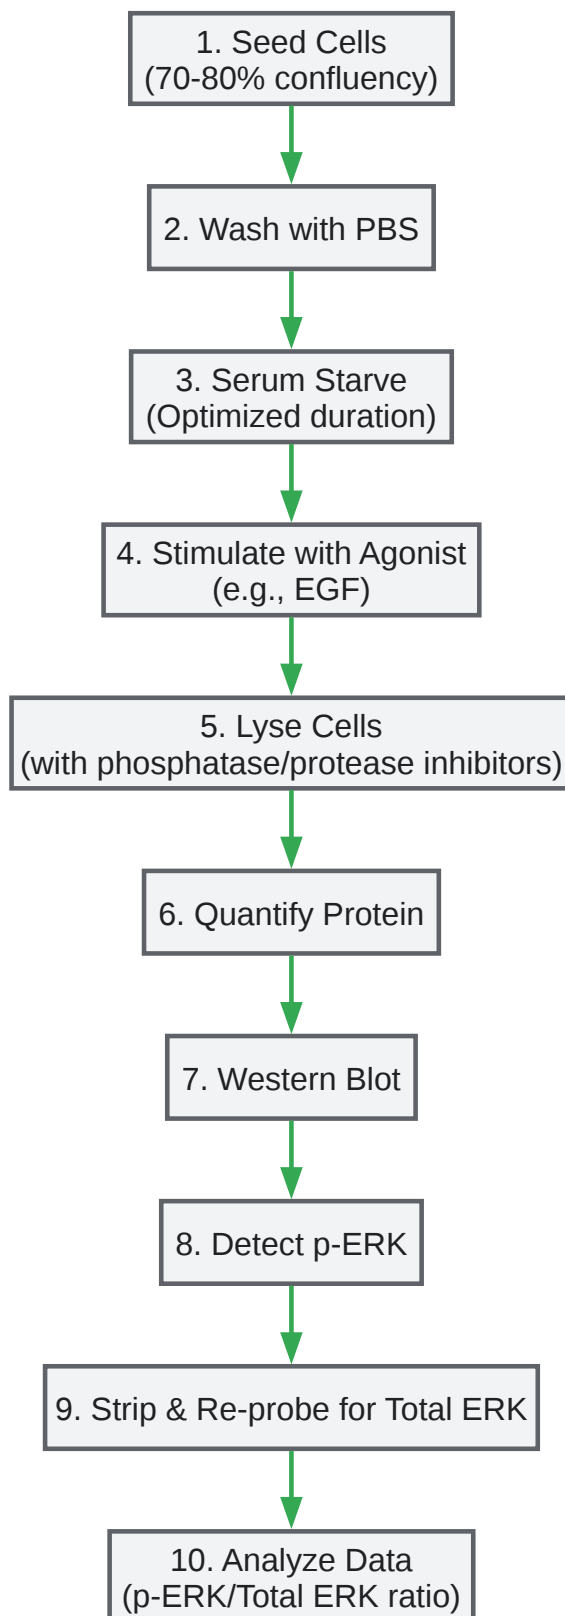 1. Seed Cells
(70-80% confluency)
2. Wash with PBS
3. Serum Starve
(Optimized duration)
4. Stimulate with Agonist
(e.g., EGF)
5. Lyse Cells
(with phosphatase/protease inhibitors)
6. Quantify Protein
7. Western Blot
8. Detect p-ERK
9. Strip & Re-probe for Total ERK
10. Analyze Data
(p-ERK/Total ERK ratio)